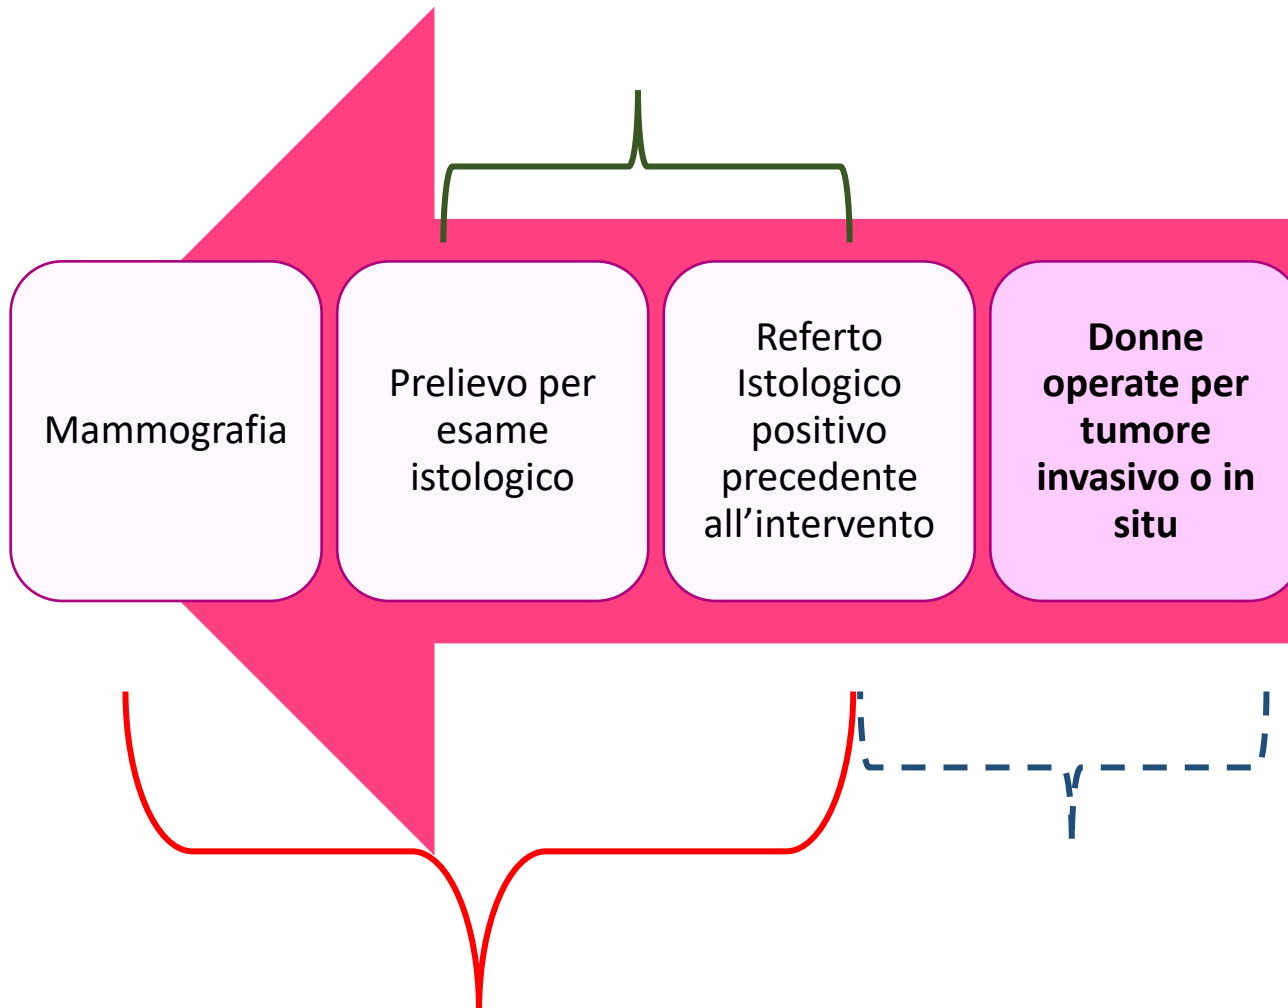 Mammografia
Prelievo per
esame
istologico
Referto
Istologico
positivo
precedente
all’intervento
Donne
operate per
tumore
invasivo o in
situ